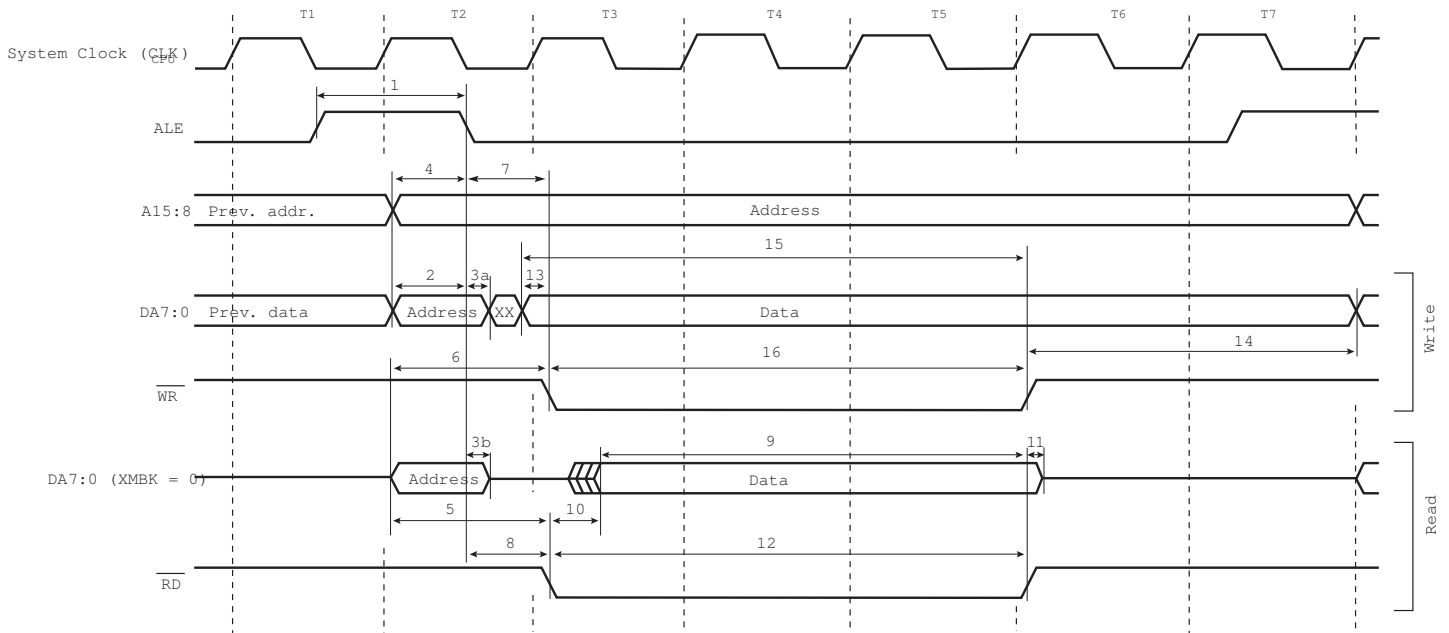 T1 T2 T3 T4 T5 T6 T7
System Clock (CLKCPU)
1
ALE
4 7
A15:8 Prev. addr. Address
15
2 3a 13
DA7:0 Prev. data Address XX Data
Write
14
6 16
WR
3b 9 11
DA7:0 (XMBK = 0) Address Data
Read
5 10
8 12
RD